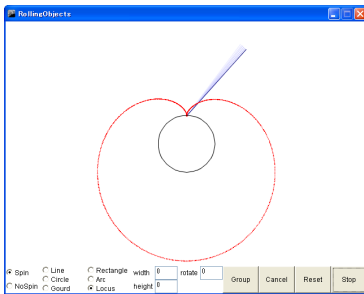 RollingObjects
Spin Line Rectangle width 0 rotate 0 Group Cancel Reset Stop
Circle Arc
NoSpin Gourd Locus height 0